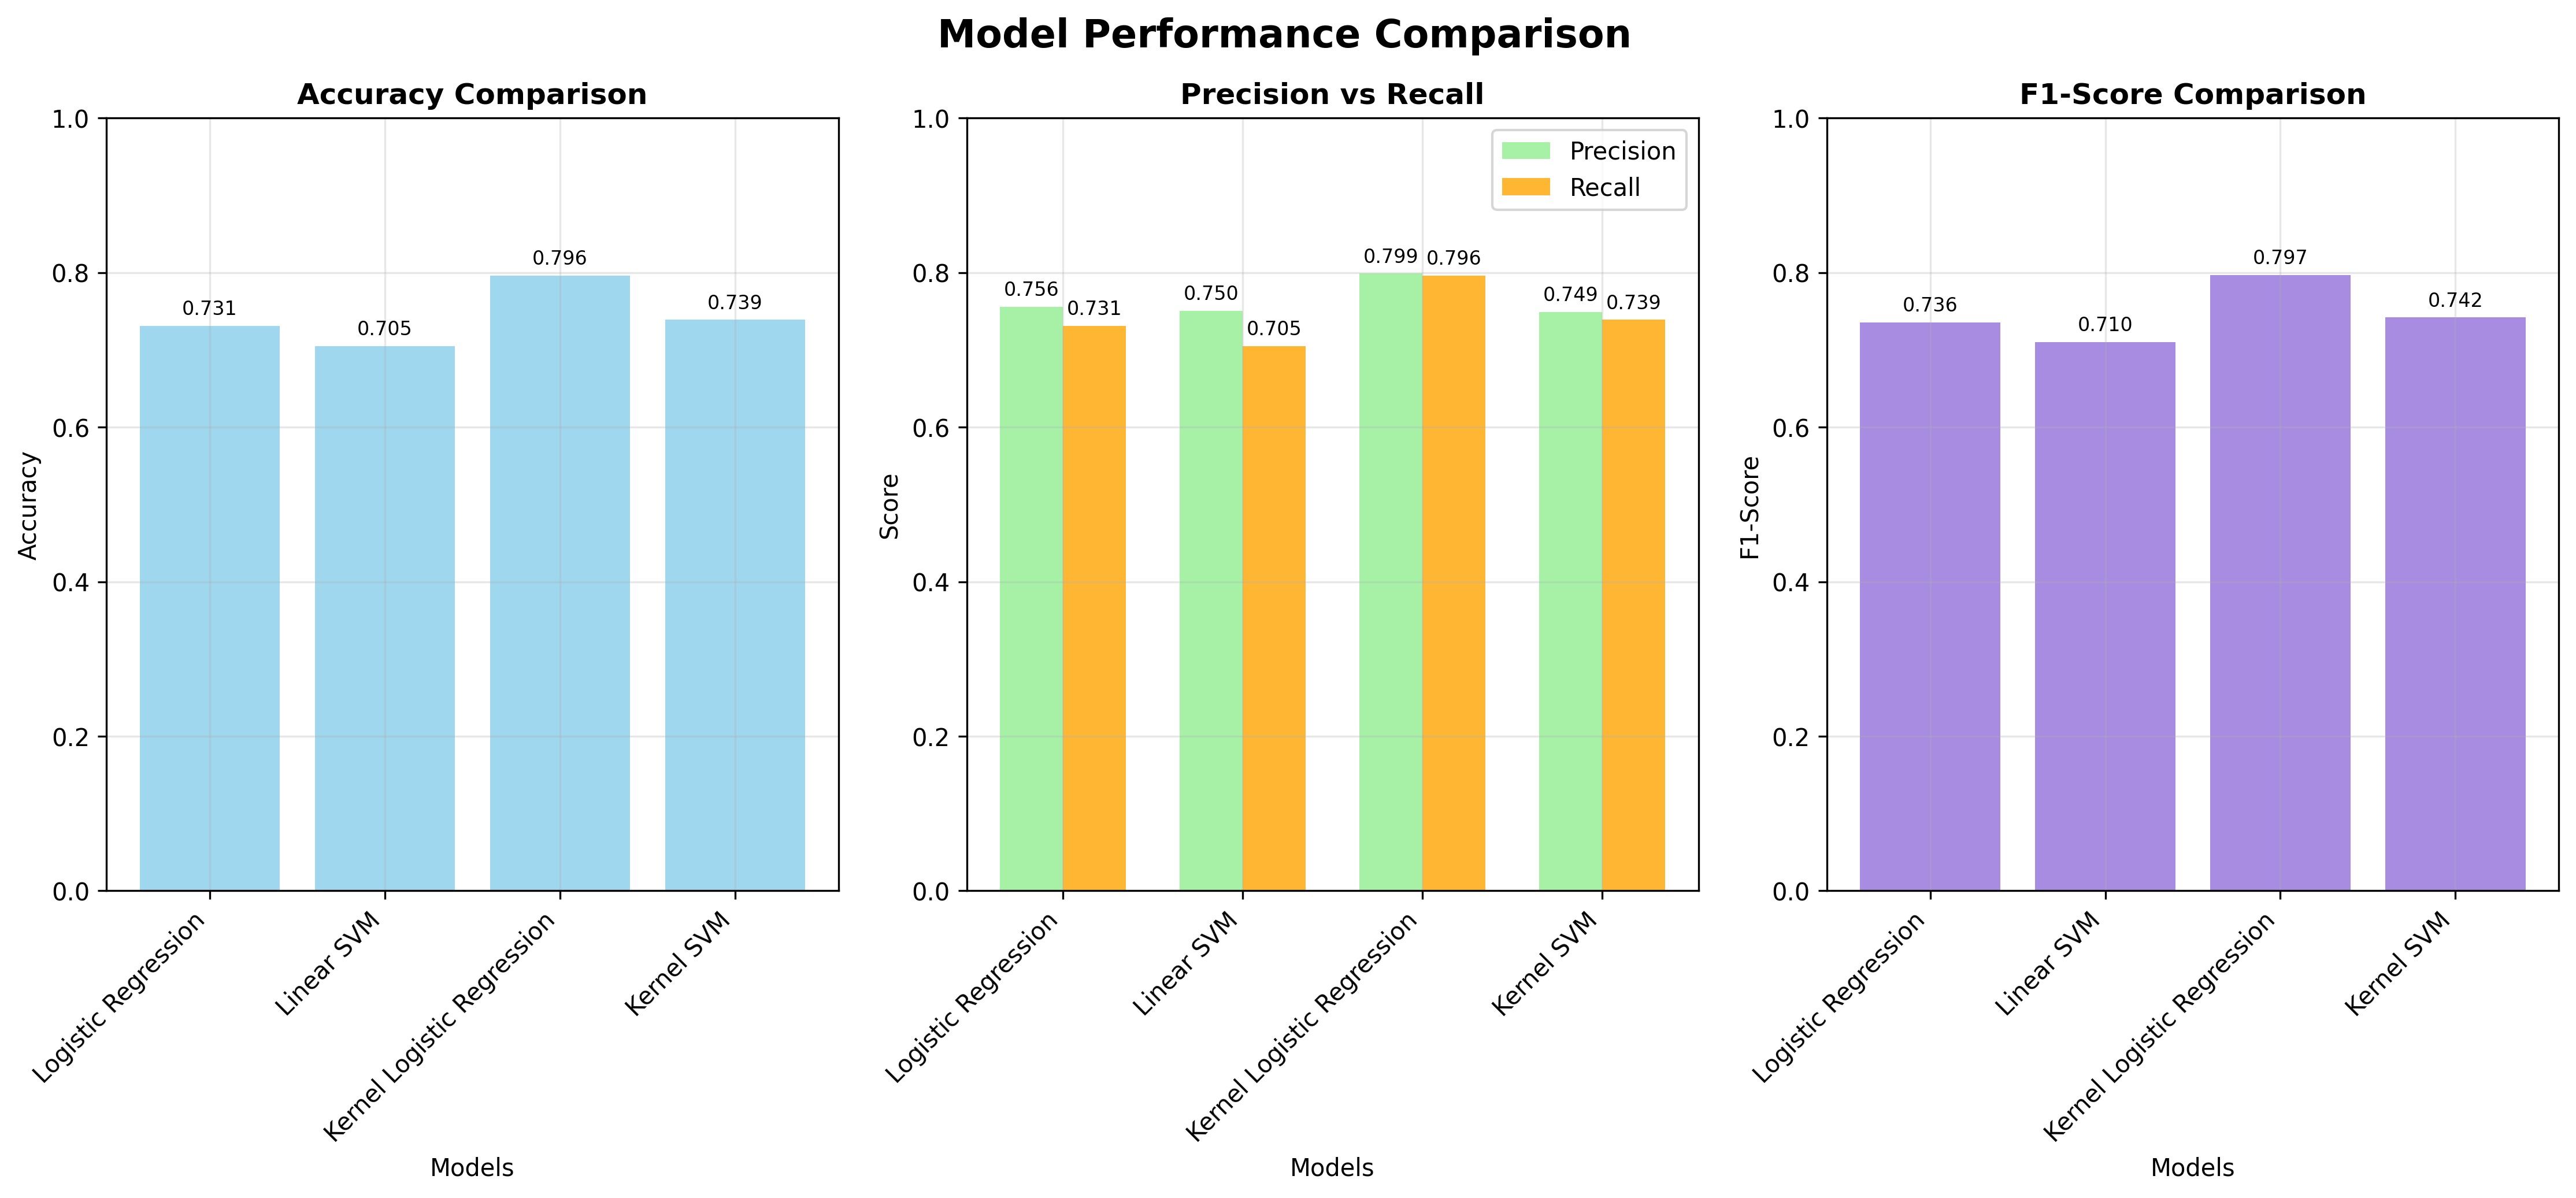 Model Performance Comparison
Accuracy Comparison
1.0
0.8
0.6
0.4
0.2
0.0
Accuracy
0.731
0.705
0.796
0.739
Logistic Regression
Linear SVM
Kernel Logistic Regression
Kernel SVM
Models
Precision vs Recall
1.0
0.8
0.6
0.4
0.2
0.0
Score
Precision
Recall
0.756
0.731
0.750
0.705
0.799
0.796
0.749
0.739
Logistic Regression
Linear SVM
Kernel Logistic Regression
Kernel SVM
Models
F1-Score Comparison
1.0
0.8
0.6
0.4
0.2
0.0
F1-Score
0.736
0.710
0.797
0.742
Logistic Regression
Linear SVM
Kernel Logistic Regression
Kernel SVM
Models